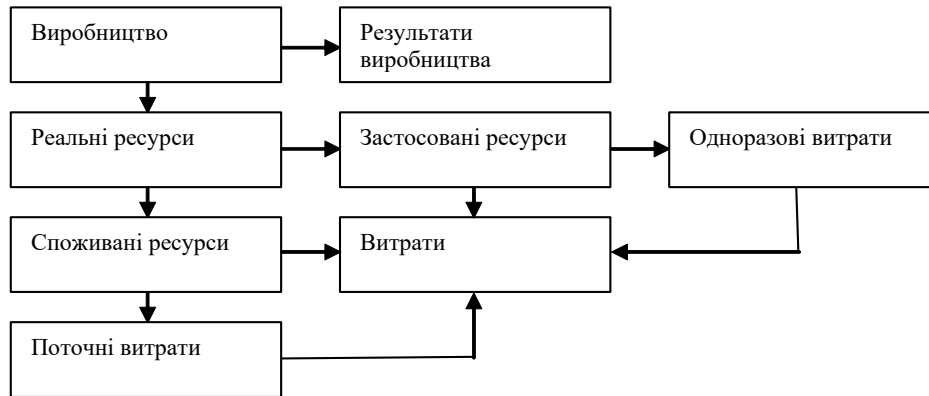 Виробництво
Результати
виробництва
Реальні ресурси
Застосовані ресурси
Одноразові витрати
Споживані ресурси
Витрати
Поточні витрати